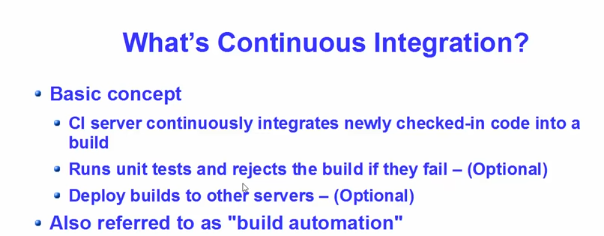 What's Continuous Integration?
Basic concept
CI server continuously integrates newly checked-in code into a
build
Runs unit tests and rejects the build if they fail – (Optional)
Deploy builds to other servers – (Optional)
Also referred to as "build automation"